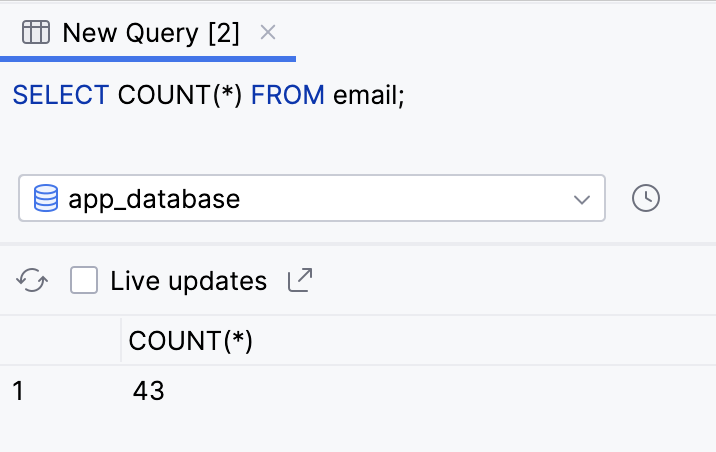 New Query [2]
SELECT COUNT(*) FROM email;
app_database
Live updates
COUNT(*)
1 43